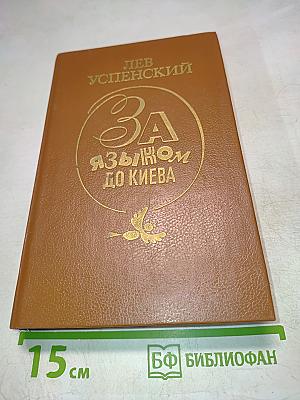 ЛЕВ
УСПЕНСКИЙ
ЗА
ЯЗЫКОМ
ДО КИЕВА
15 см
БФ БИБЛИОФАН